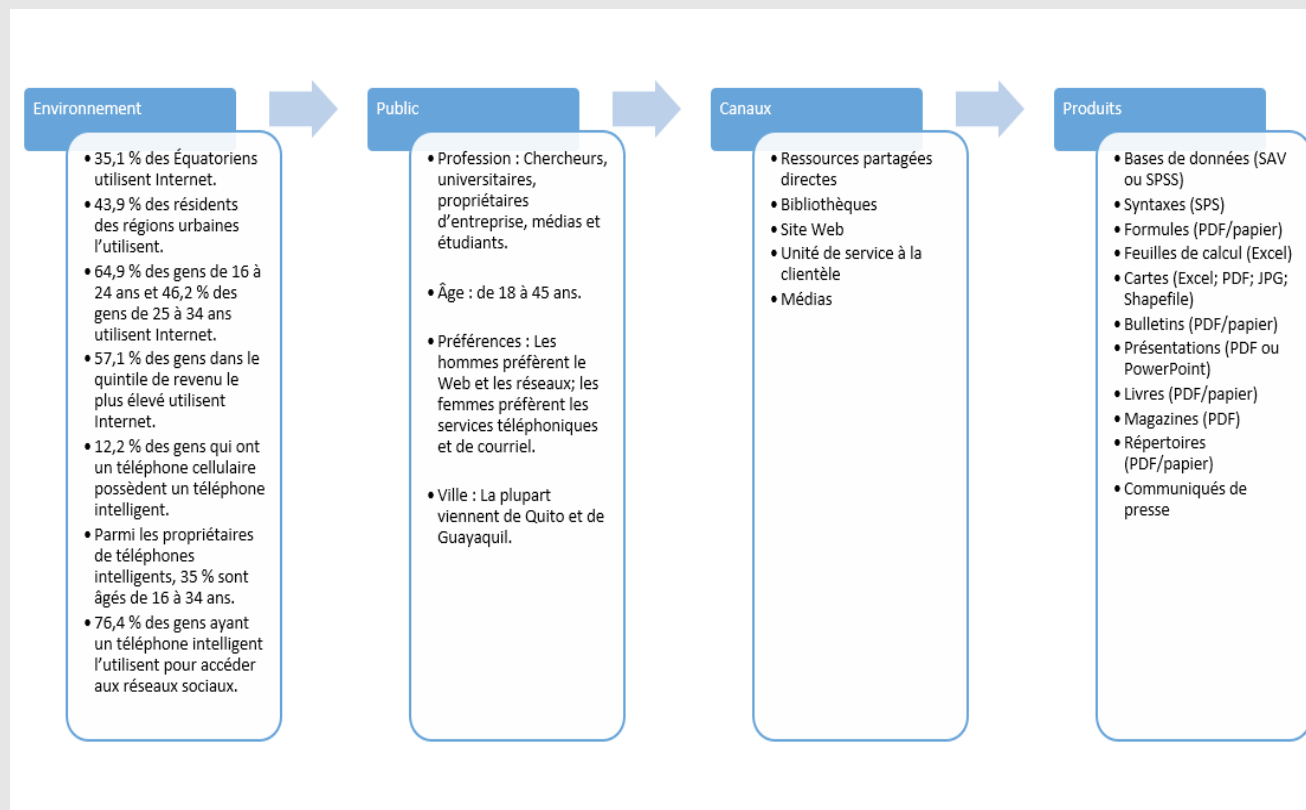 Environnement
• 35,1 % des Équatoriens
utilisent Internet.
• 43,9 % des résidents
des régions urbaines
l’utilisent.
• 64,9 % des gens de 16 à
24 ans et 46,2 % des
gens de 25 à 34 ans
utilisent Internet.
• 57,1 % des gens dans le
quintile de revenu le
plus élevé utilisent
Internet.
• 12,2 % des gens qui ont
un téléphone cellulaire
possèdent un téléphone
intelligent.
• Parmi les propriétaires
de téléphones
intelligents, 35 % sont
âgés de 16 à 34 ans.
• 76,4 % des gens ayant
un téléphone intelligent
l’utilisent pour accéder
aux réseaux sociaux.
Public
• Profession : Chercheurs,
universitaires,
propriétaires
d’entreprise, médias et
étudiants.
• Âge : de 18 à 45 ans.
• Préférences : Les
hommes préfèrent le
Web et les réseaux; les
femmes préfèrent les
services téléphoniques
et de courriel.
• Ville : La plupart
viennent de Quito et de
Guayaquil.
Canaux
• Ressources partagées
directes
• Bibliothèques
• Site Web
• Unité de service à la
clientèle
• Médias
Produits
• Bases de données (SAV
ou SPSS)
• Syntaxes (SPS)
• Formules (PDF/papier)
• Feuilles de calcul (Excel)
• Cartes (Excel; PDF; JPG;
Shapefile)
• Bulletins (PDF/papier)
• Présentations (PDF ou
PowerPoint)
• Livres (PDF/papier)
• Magazines (PDF)
• Répertoires
(PDF/papier)
• Communiqués de
presse